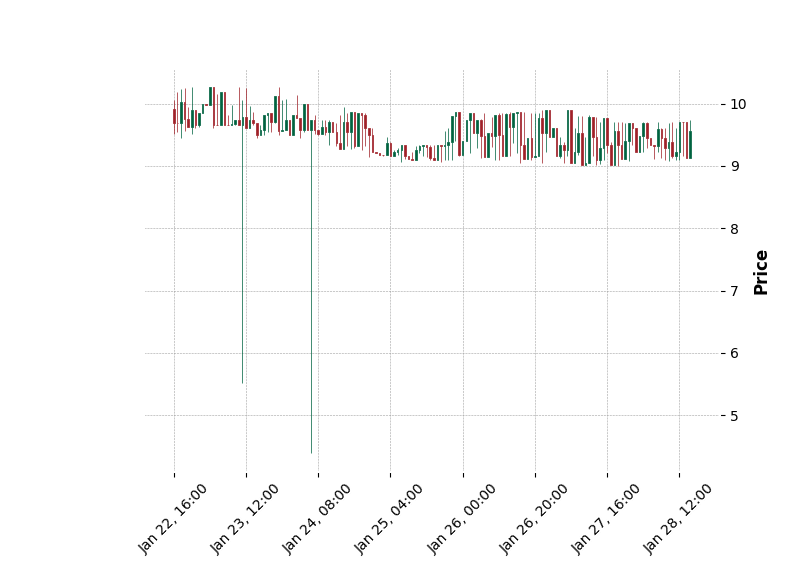 10
9
8
7
6
5
Price
Jan 22, 16:00
Jan 23, 12:00
Jan 24, 08:00
Jan 25, 04:00
Jan 26, 00:00
Jan 26, 20:00
Jan 27, 16:00
Jan 28, 12:00